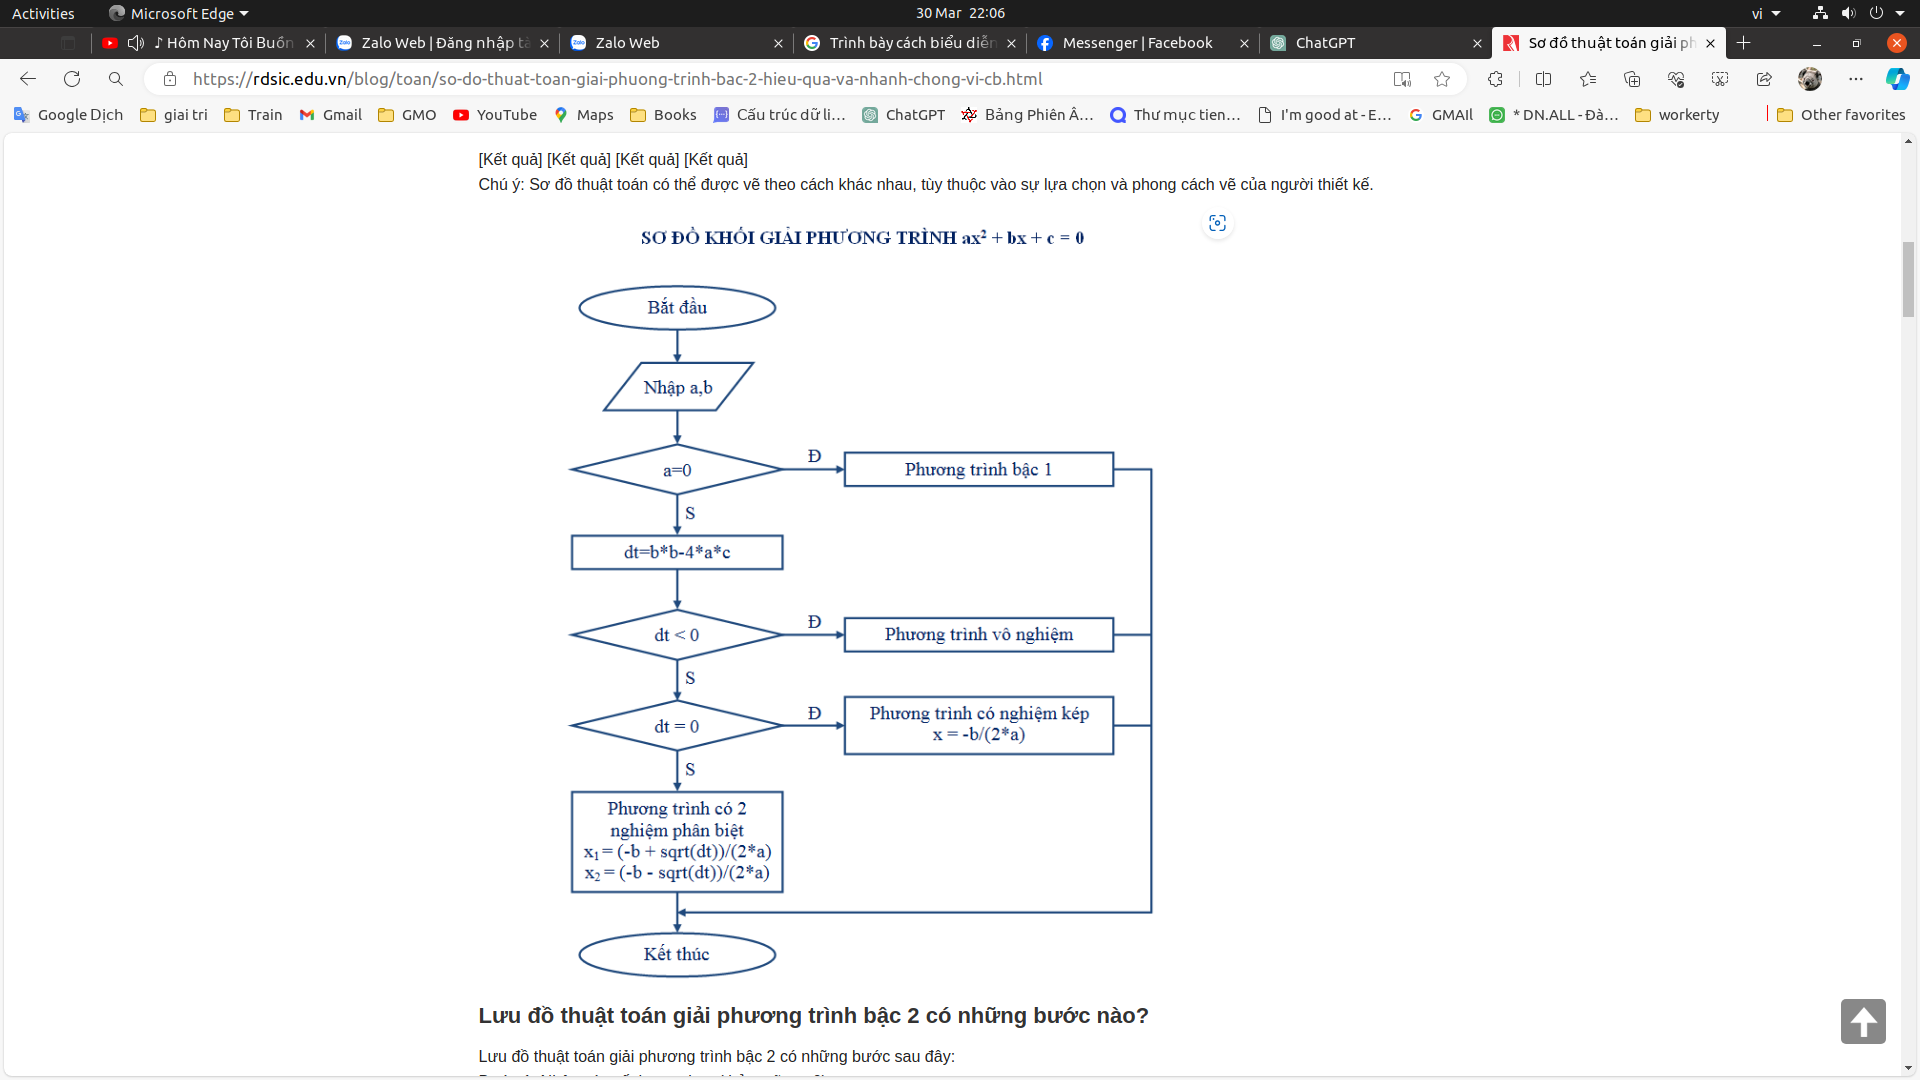 Activities
Microsoft Edge
30 Mar 22:06
vi
♪ Hôm Nay Tôi Buồn
Zalo Web | Đăng nhập tà
Zalo Web
Trình bày cách biểu diễn
Messenger | Facebook
ChatGPT
Sơ đồ thuật toán giải ph
https://rdsic.edu.vn/blog/toan/so-do-thuat-toan-giai-phuong-trinh-bac-2-hieu-qua-va-nhanh-chong-vi-cb.html
Google Dịch
giai tri
Train
Gmail
GMO
YouTube
Maps
Books
Cấu trúc dữ li...
ChatGPT
Bảng Phiên Â...
Thư mục tien...
I'm good at - E...
GMAIl
* DN.ALL - Đà...
workerty
Other favorites
[Kết quả] [Kết quả] [Kết quả] [Kết quả]
Chú ý: Sơ đồ thuật toán có thể được vẽ theo cách khác nhau, tùy thuộc vào sự lựa chọn và phong cách vẽ của người thiết kế.
SƠ ĐỒ KHỐI GIẢI PHƯƠNG TRÌNH ax² + bx + c = 0
Bắt đầu
Nhập a,b
a=0
Đ
Phương trình bậc 1
S
dt=b*b-4*a*c
dt < 0
Đ
Phương trình vô nghiệm
S
dt = 0
Đ
Phương trình có nghiệm kép
x = -b/(2*a)
S
Phương trình có 2
nghiệm phân biệt
x₁ = (-b + sqrt(dt))/(2*a)
x₂ = (-b - sqrt(dt))/(2*a)
Kết thúc
Lưu đồ thuật toán giải phương trình bậc 2 có những bước nào?
Lưu đồ thuật toán giải phương trình bậc 2 có những bước sau đây: